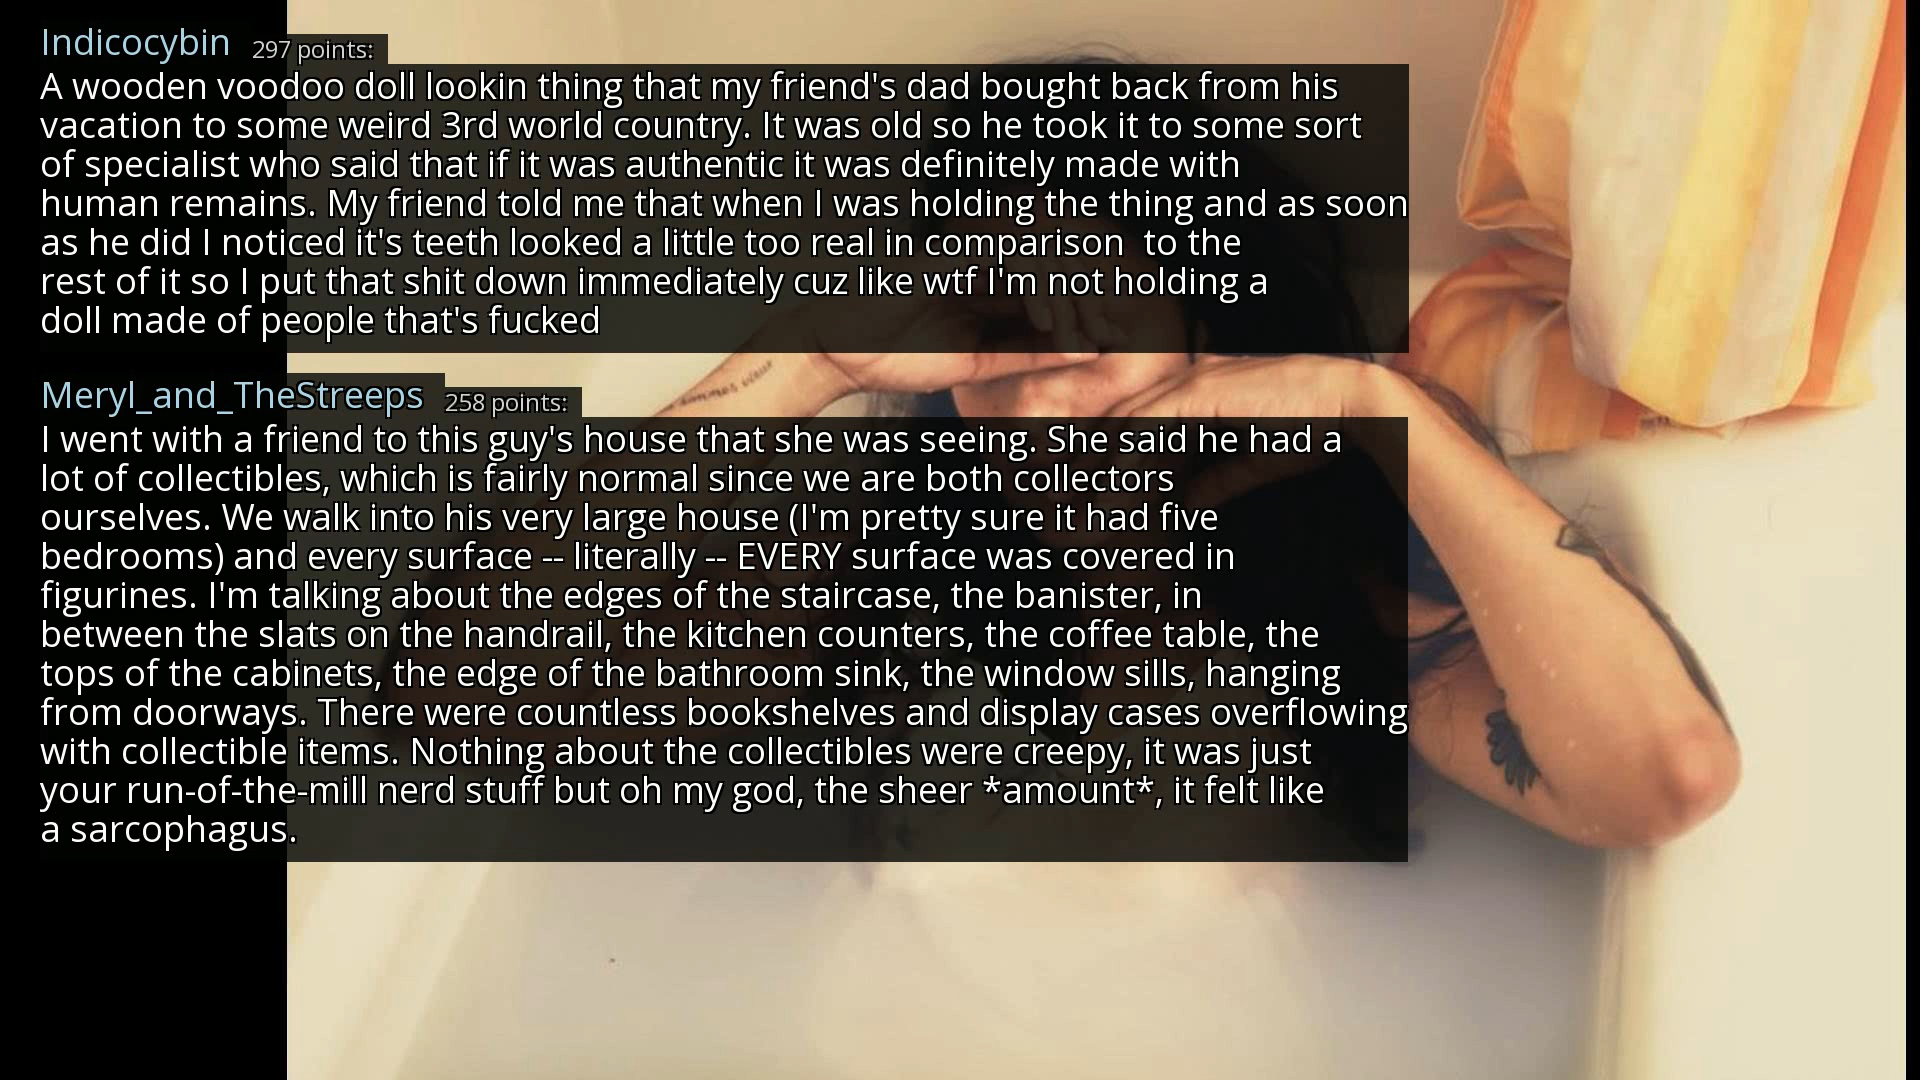 Indicocybin 297 points:
A wooden voodoo doll lookin thing that my friend's dad bought back from his
vacation to some weird 3rd world country. It was old so he took it to some sort
of specialist who said that if it was authentic it was definitely made with
human remains. My friend told me that when I was holding the thing and as soon
as he did I noticed it's teeth looked a little too real in comparison  to the
rest of it so I put that shit down immediately cuz like wtf I'm not holding a
doll made of people that's fucked
Meryl_and_TheStreeps 258 points:
I went with a friend to this guy's house that she was seeing. She said he had a
lot of collectibles, which is fairly normal since we are both collectors
ourselves. We walk into his very large house (I'm pretty sure it had five
bedrooms) and every surface -- literally -- EVERY surface was covered in
figurines. I'm talking about the edges of the staircase, the banister, in
between the slats on the handrail, the kitchen counters, the coffee table, the
tops of the cabinets, the edge of the bathroom sink, the window sills, hanging
from doorways. There were countless bookshelves and display cases overflowing
with collectible items. Nothing about the collectibles were creepy, it was just
your run-of-the-mill nerd stuff but oh my god, the sheer *amount*, it felt like
a sarcophagus.